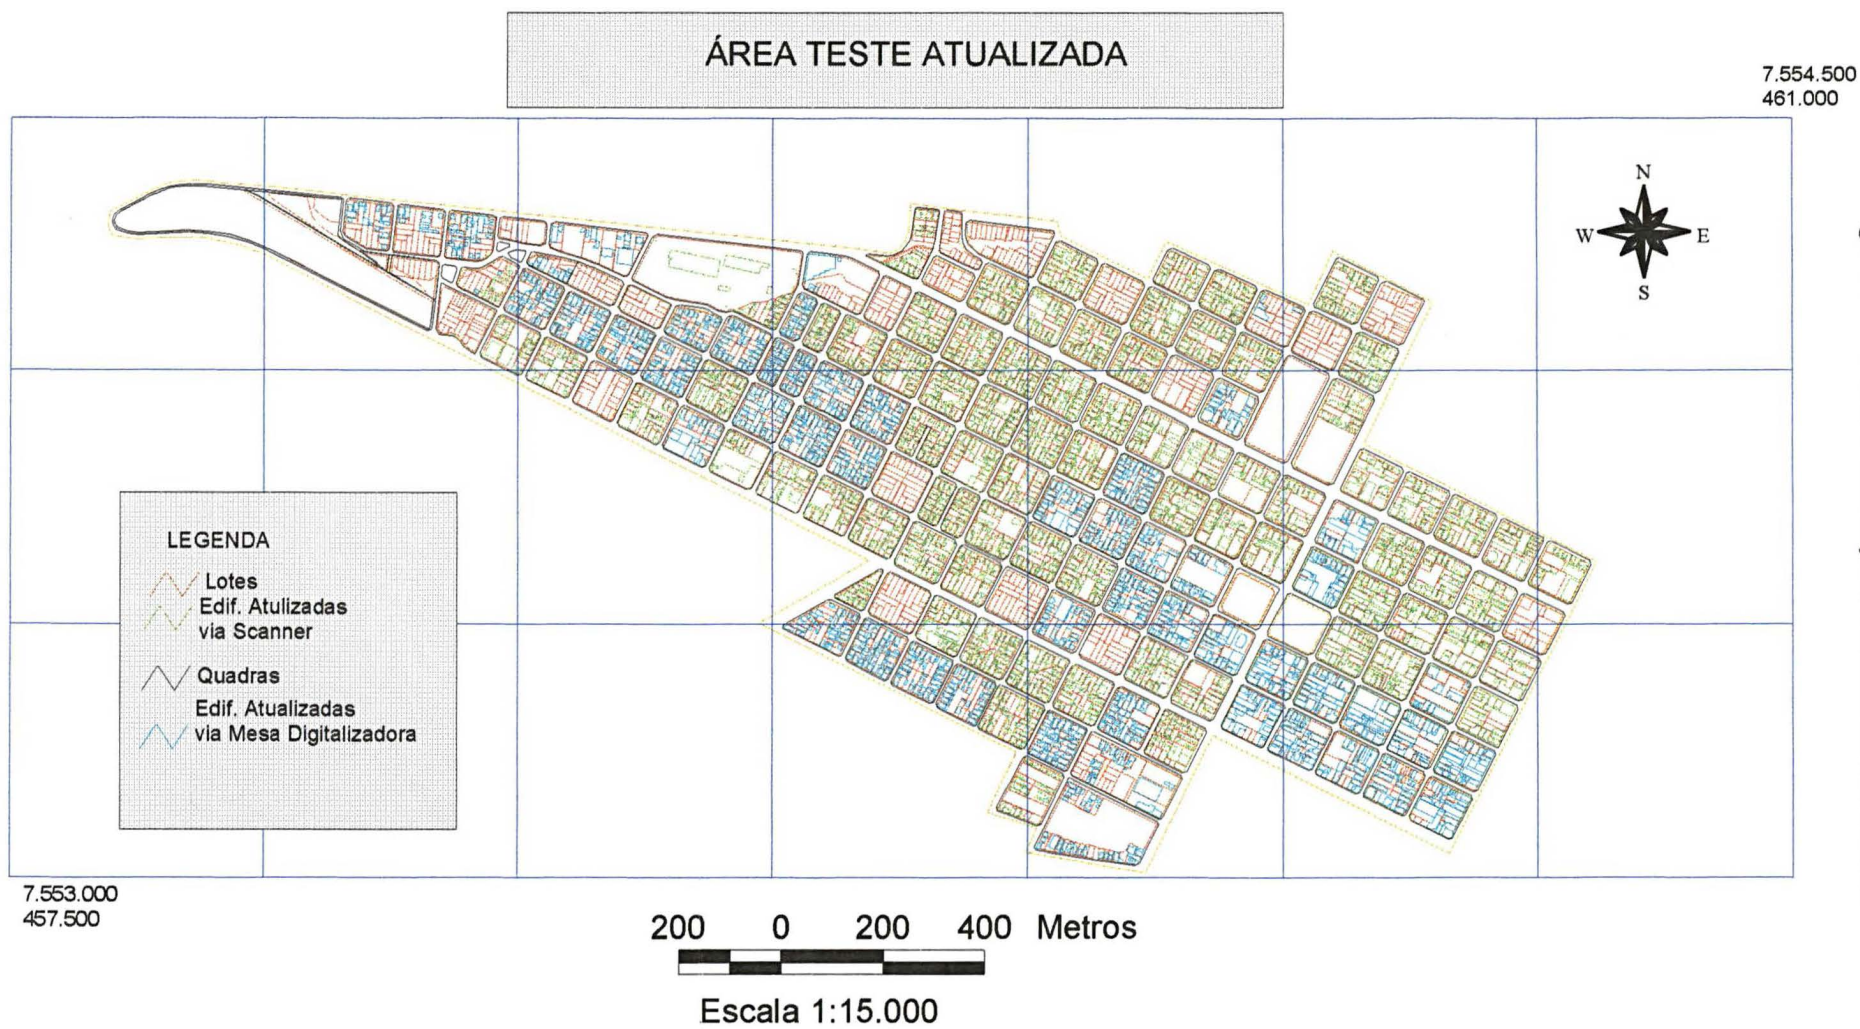 ÁREA TESTE ATUALIZADA
7.554.500
461.000
N
W E
S
LEGENDA
Lotes
Edif. Atulizadas
via Scanner
Quadras
Edif. Atualizadas
via Mesa Digitalizadora
7.553.000
457.500
200 0 200 400 Metros
Escala 1:15.000